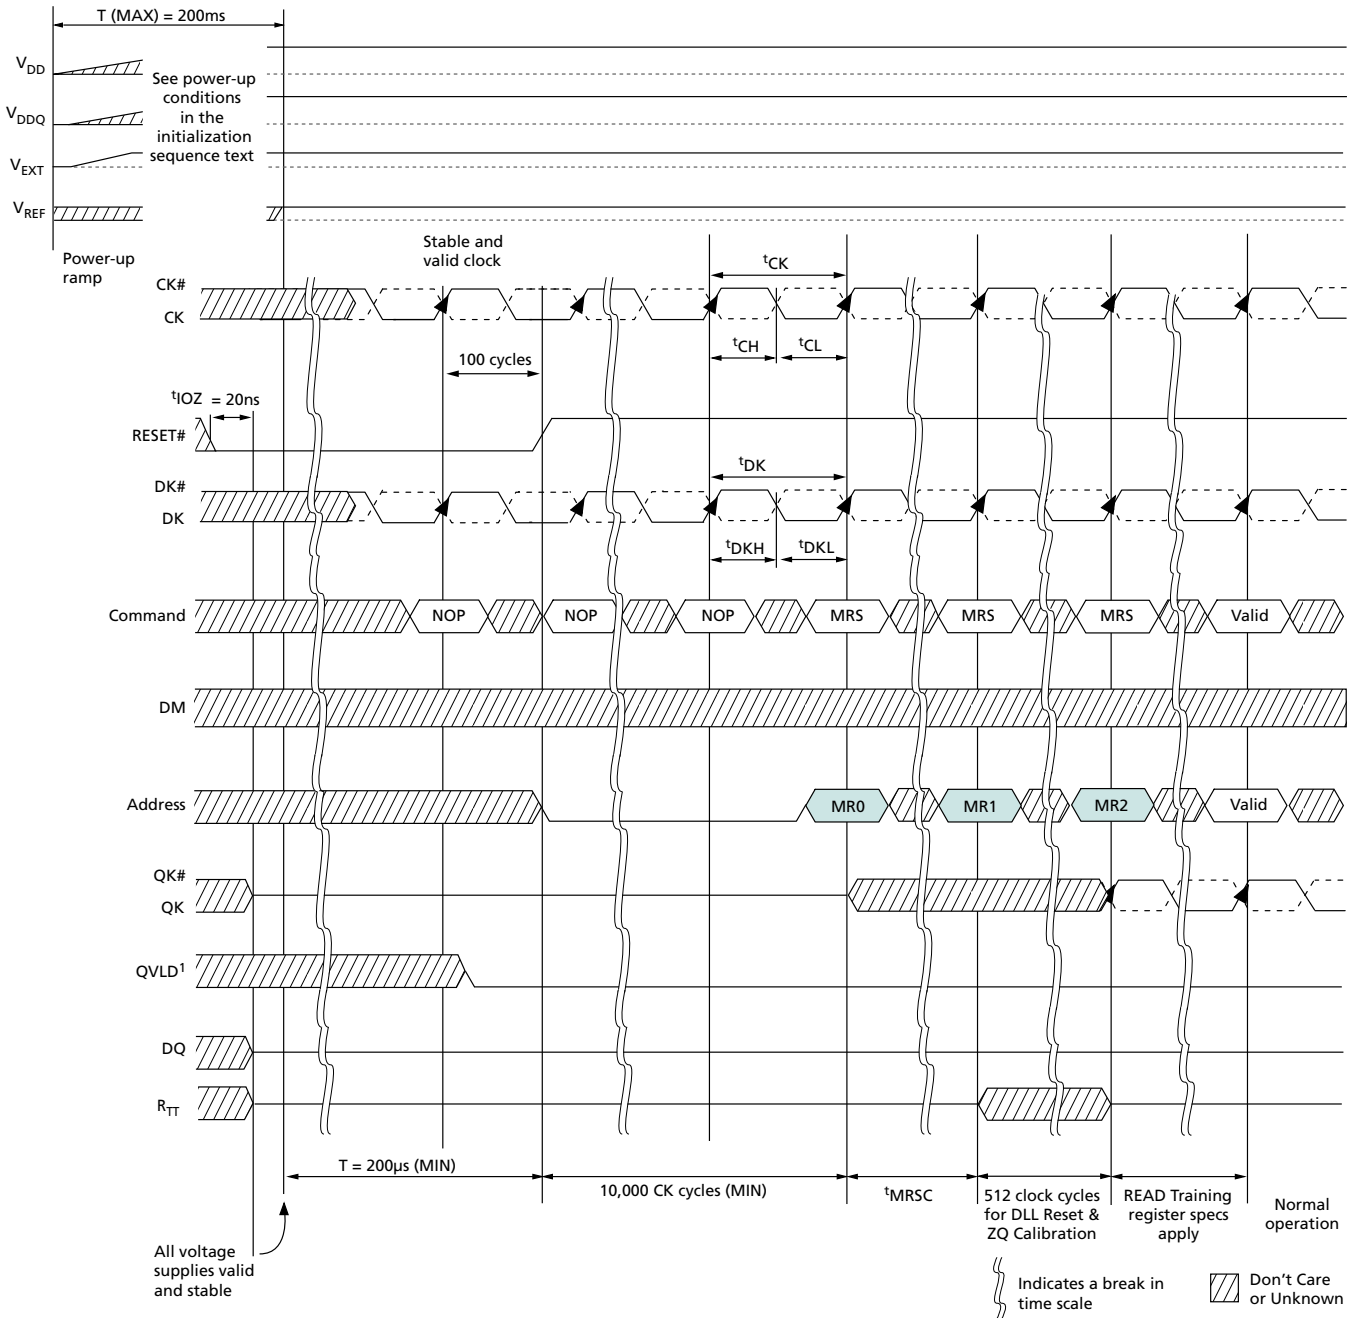 T (MAX) = 200ms
VDD
VDDQ
VEXT
VREF
See power-up
conditions
in the
initialization
sequence text
Power-up
ramp
Stable and
valid clock
tCK
CK#
CK
tCH
tCL
100 cycles
tIOZ = 20ns
RESET#
tDK
DK#
DK
tDKH
tDKL
Command
NOP
NOP
NOP
MRS
MRS
MRS
Valid
DM
Address
MR0
MR1
MR2
Valid
QK#
QK
QVLD1
DQ
RTT
T = 200µs (MIN)
10,000 CK cycles (MIN)
tMRSC
512 clock cycles
for DLL Reset &
ZQ Calibration
READ Training
register specs
apply
Normal
operation
All voltage
supplies valid
and stable
Indicates a break in
time scale
Don't Care
or Unknown